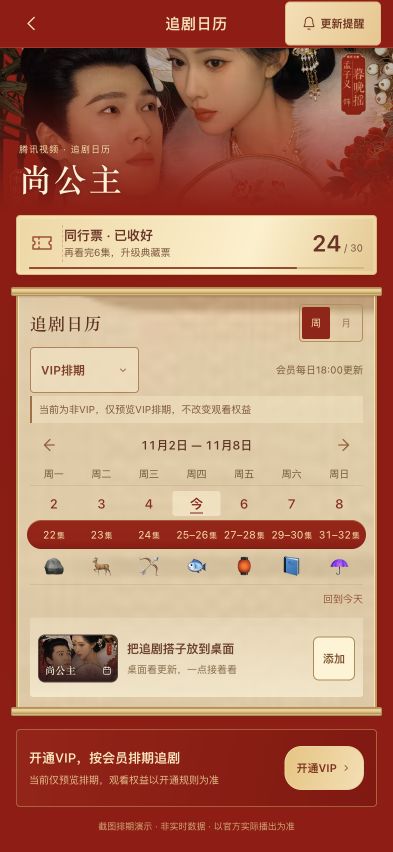 追剧日历
更新提醒
暮晚摇
孟子义 饰
腾讯视频 · 追剧日历
尚公主
同行票 · 已收好
再看完6集，升级典藏票
24 / 30
追剧日历
周 月
VIP排期
会员每日18:00更新
当前为非VIP，仅预览VIP排期，不改变观看权益
11月2日 — 11月8日
周一 周二 周三 周四 周五 周六 周日
2 3 4 今 6 7 8
22集 23集 24集 25–26集 27–28集 29–30集 31–32集
回到今天
尚公主
把追剧搭子放到桌面
桌面看更新，一点接着看
添加
开通VIP，按会员排期追剧
当前仅预览排期，观看权益以开通规则为准
开通VIP
截图排期演示 · 非实时数据 · 以官方实际播出为准